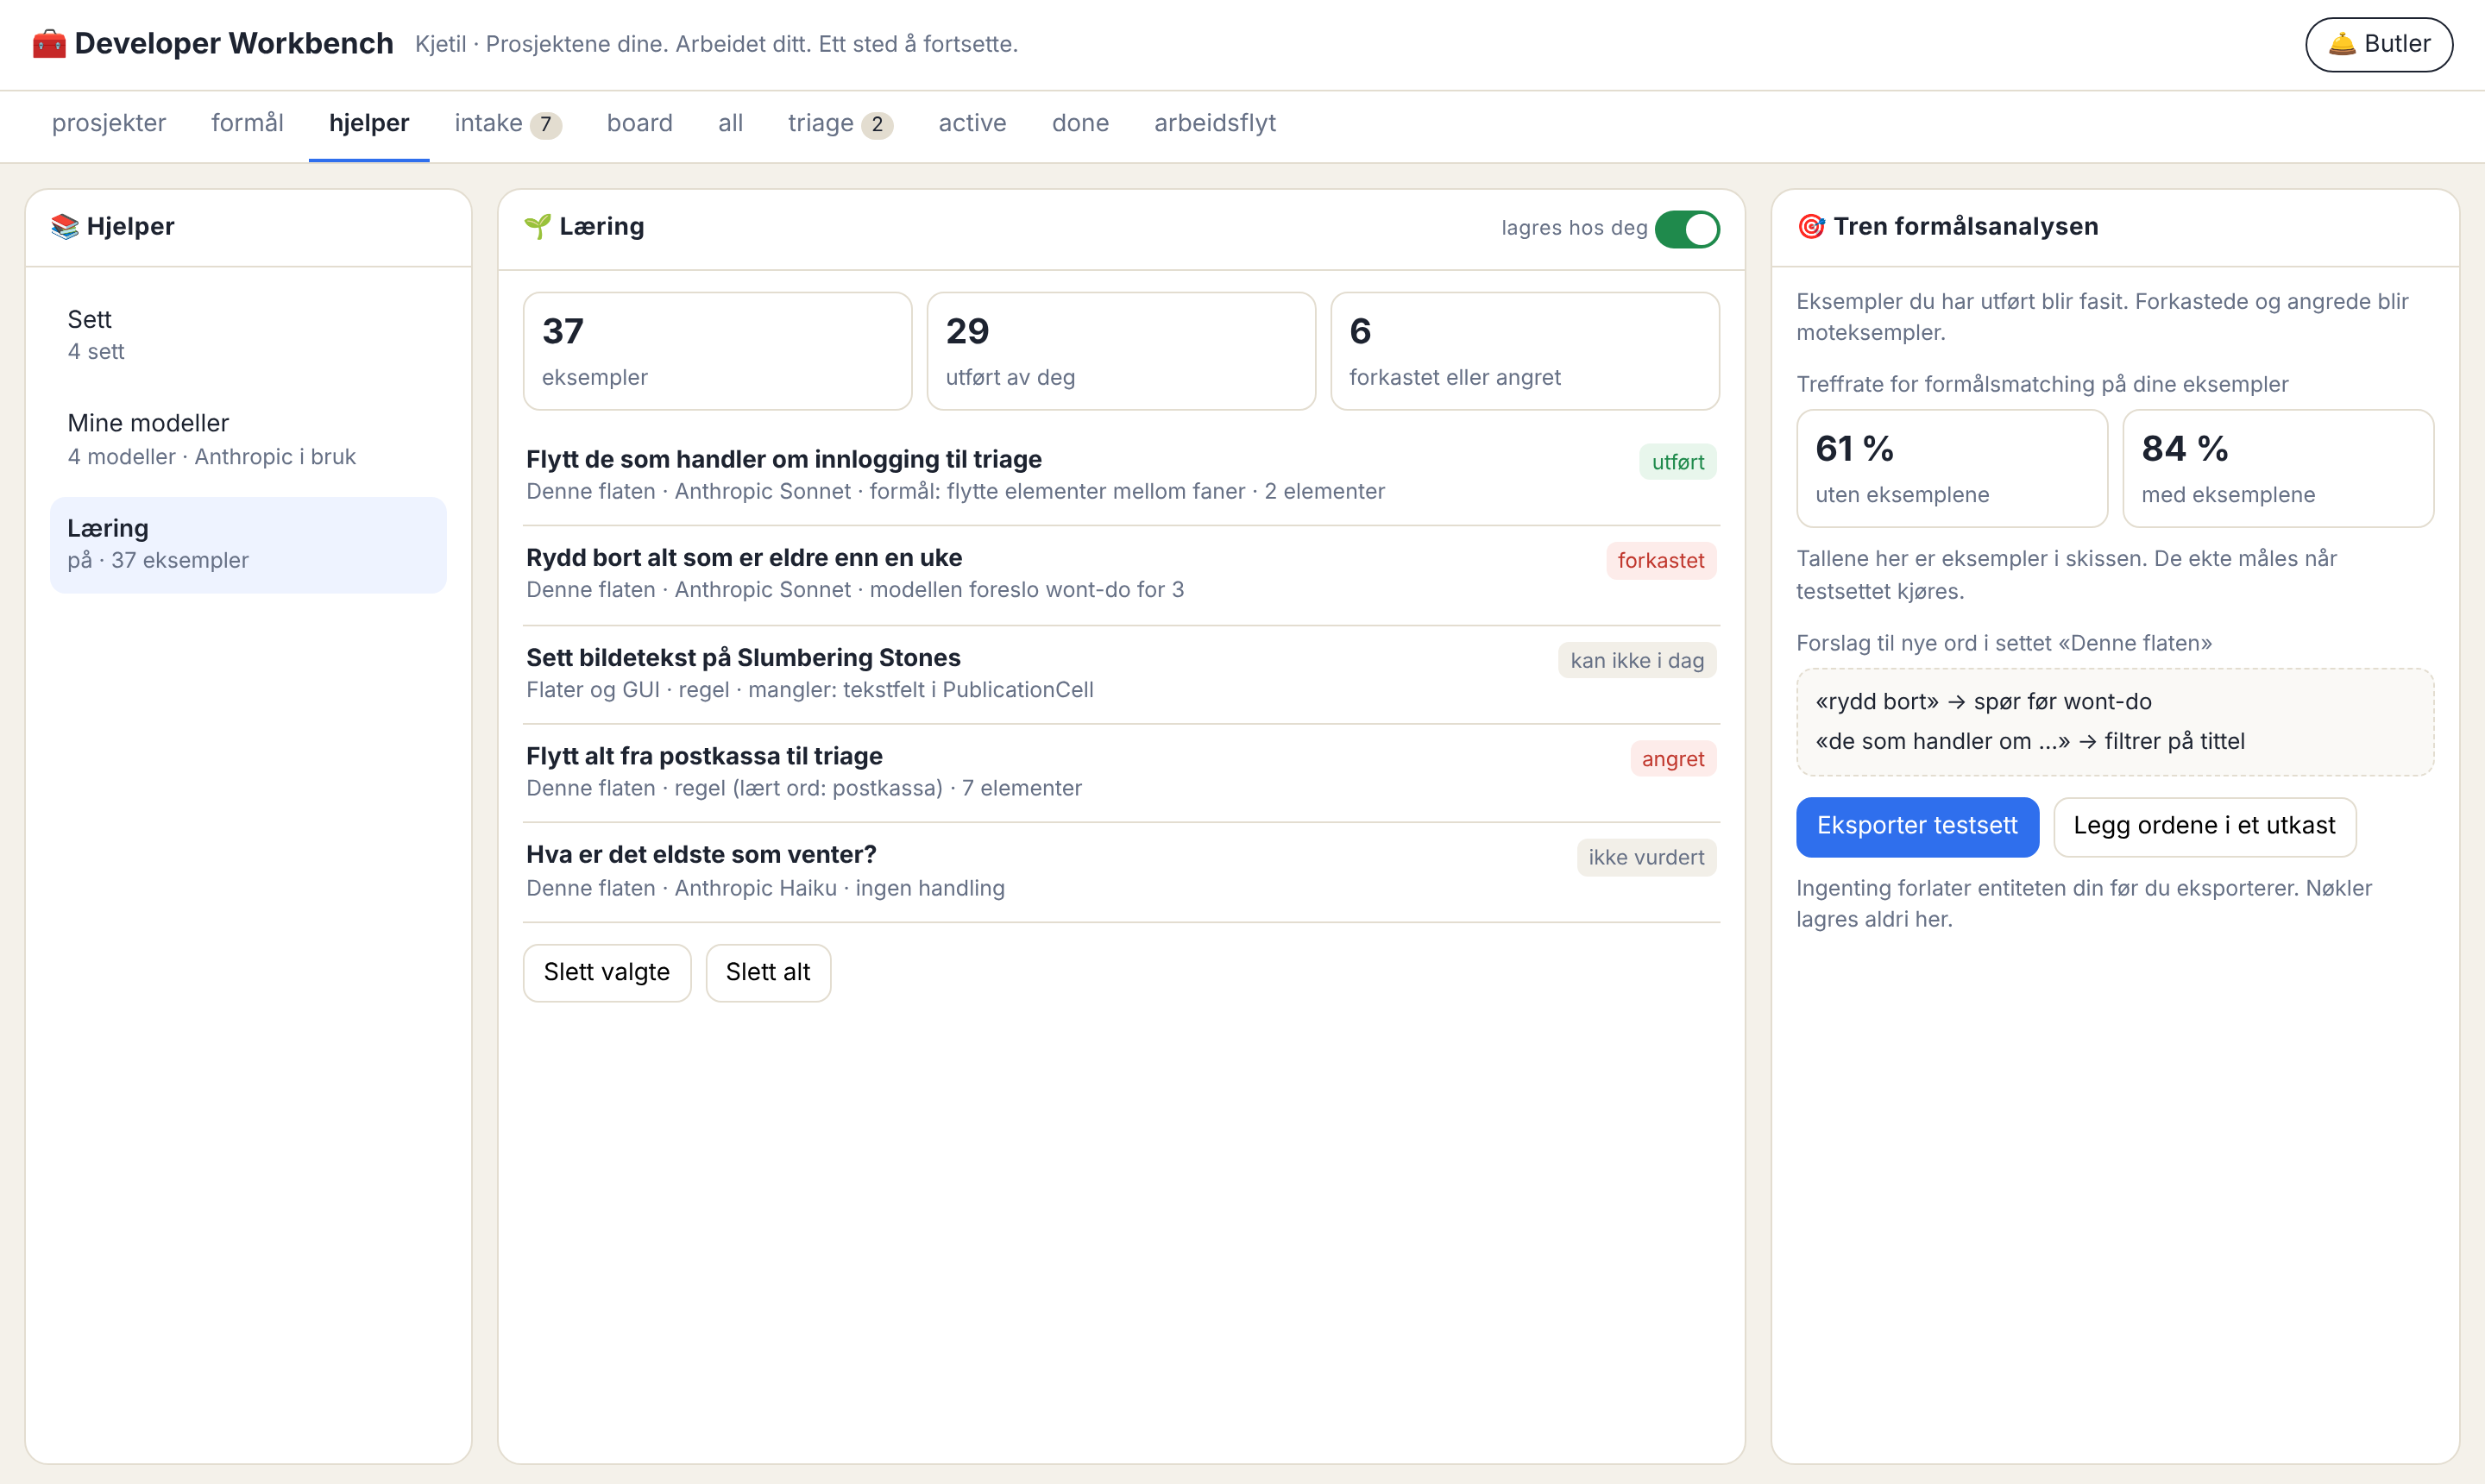 🧰 Developer Workbench Kjetil · Prosjektene dine. Arbeidet ditt. Ett sted å fortsette.
🛎️ Butler
prosjekter formål hjelper intake 7 board all triage 2 active done arbeidsflyt
📚 Hjelper
Sett
4 sett
Mine modeller
4 modeller · Anthropic i bruk
Læring
på · 37 eksempler
🌱 Læring
lagres hos deg
37
eksempler
29
utført av deg
6
forkastet eller angret
Flytt de som handler om innlogging til triage
utført
Denne flaten · Anthropic Sonnet · formål: flytte elementer mellom faner · 2 elementer
Rydd bort alt som er eldre enn en uke
forkastet
Denne flaten · Anthropic Sonnet · modellen foreslo wont-do for 3
Sett bildetekst på Slumbering Stones
kan ikke i dag
Flater og GUI · regel · mangler: tekstfelt i PublicationCell
Flytt alt fra postkassa til triage
angret
Denne flaten · regel (lært ord: postkassa) · 7 elementer
Hva er det eldste som venter?
ikke vurdert
Denne flaten · Anthropic Haiku · ingen handling
Slett valgte
Slett alt
🎯 Tren formålsanalysen
Eksempler du har utført blir fasit. Forkastede og angrede blir
moteksempler.
Treffrate for formålsmatching på dine eksempler
61 %
uten eksemplene
84 %
med eksemplene
Tallene her er eksempler i skissen. De ekte måles når
testsettet kjøres.
Forslag til nye ord i settet «Denne flaten»
«rydd bort» → spør før wont-do
«de som handler om …» → filtrer på tittel
Eksporter testsett
Legg ordene i et utkast
Ingenting forlater entiteten din før du eksporterer. Nøkler
lagres aldri her.